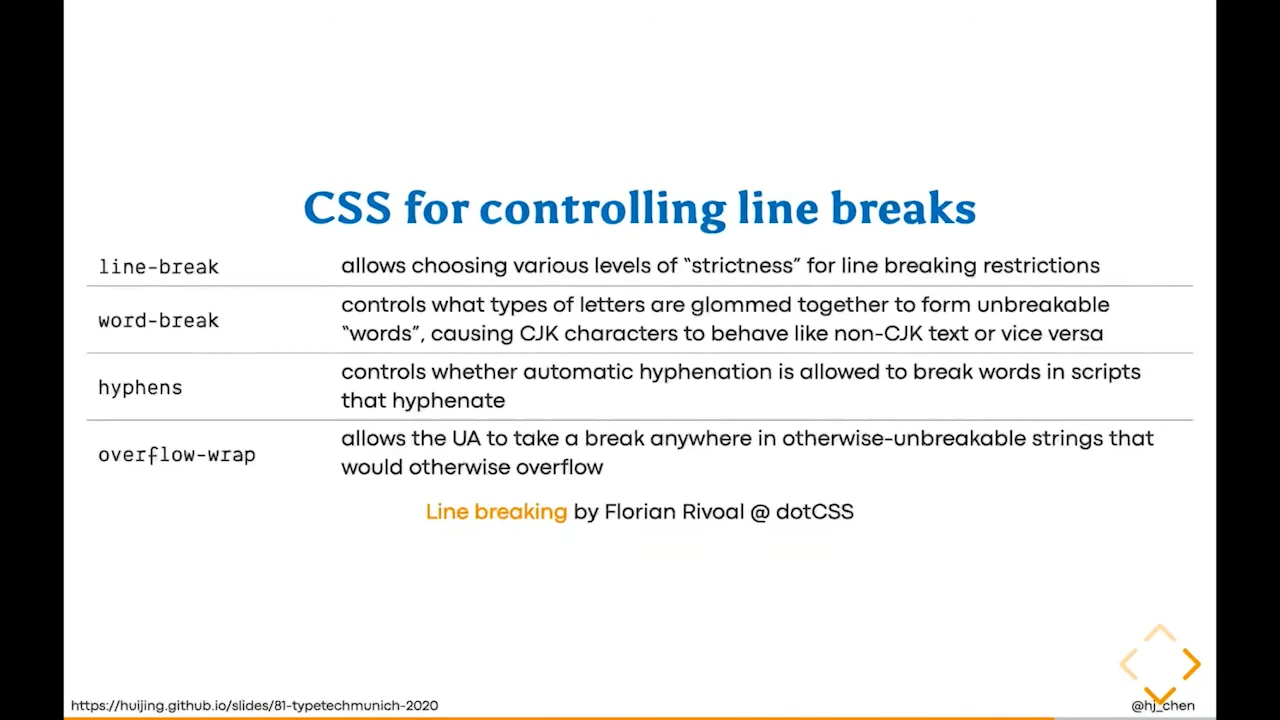 CSS for controlling line breaks
line-break allows choosing various levels of “strictness” for line breaking restrictions
word-break controls what types of letters are glommed together to form unbreakable
“words”, causing CJK characters to behave like non-CJK text or vice versa
hyphens controls whether automatic hyphenation is allowed to break words in scripts
that hyphenate
overflow-wrap allows the UA to take a break anywhere in otherwise-unbreakable strings that
would otherwise overflow
Line breaking by Florian Rivoal @ dotCSS
https://huijing.github.io/slides/81-typetechmunich-2020 @hj_chen